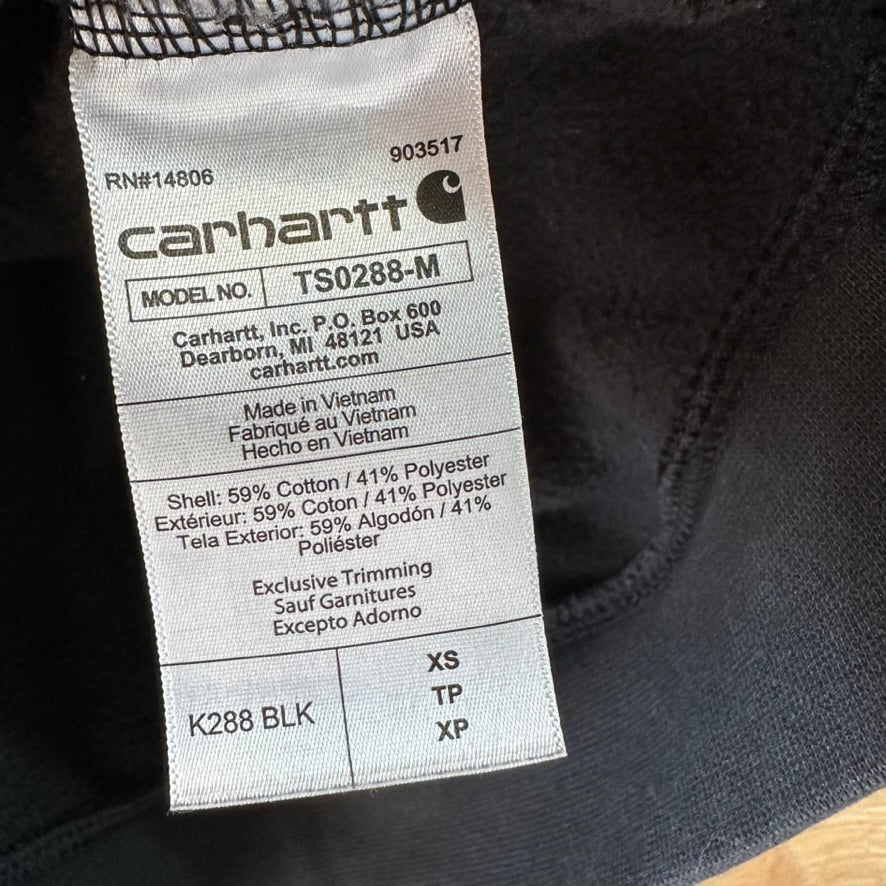 903517
RN#14806
carhartt
MODEL NO. TS0288-M
Carhartt, Inc. P.O. Box 600
Dearborn, MI 48121 USA
carhartt.com
Made in Vietnam
Fabriqué au Vietnam
Hecho en Vietnam
Shell: 59% Cotton / 41% Polyester
Extérieur: 59% Coton / 41% Polyester
Tela Exterior: 59% Algodón / 41%
Poliéster
Exclusive Trimming
Sauf Garnitures
Excepto Adorno
K288 BLK
XS
TP
XP